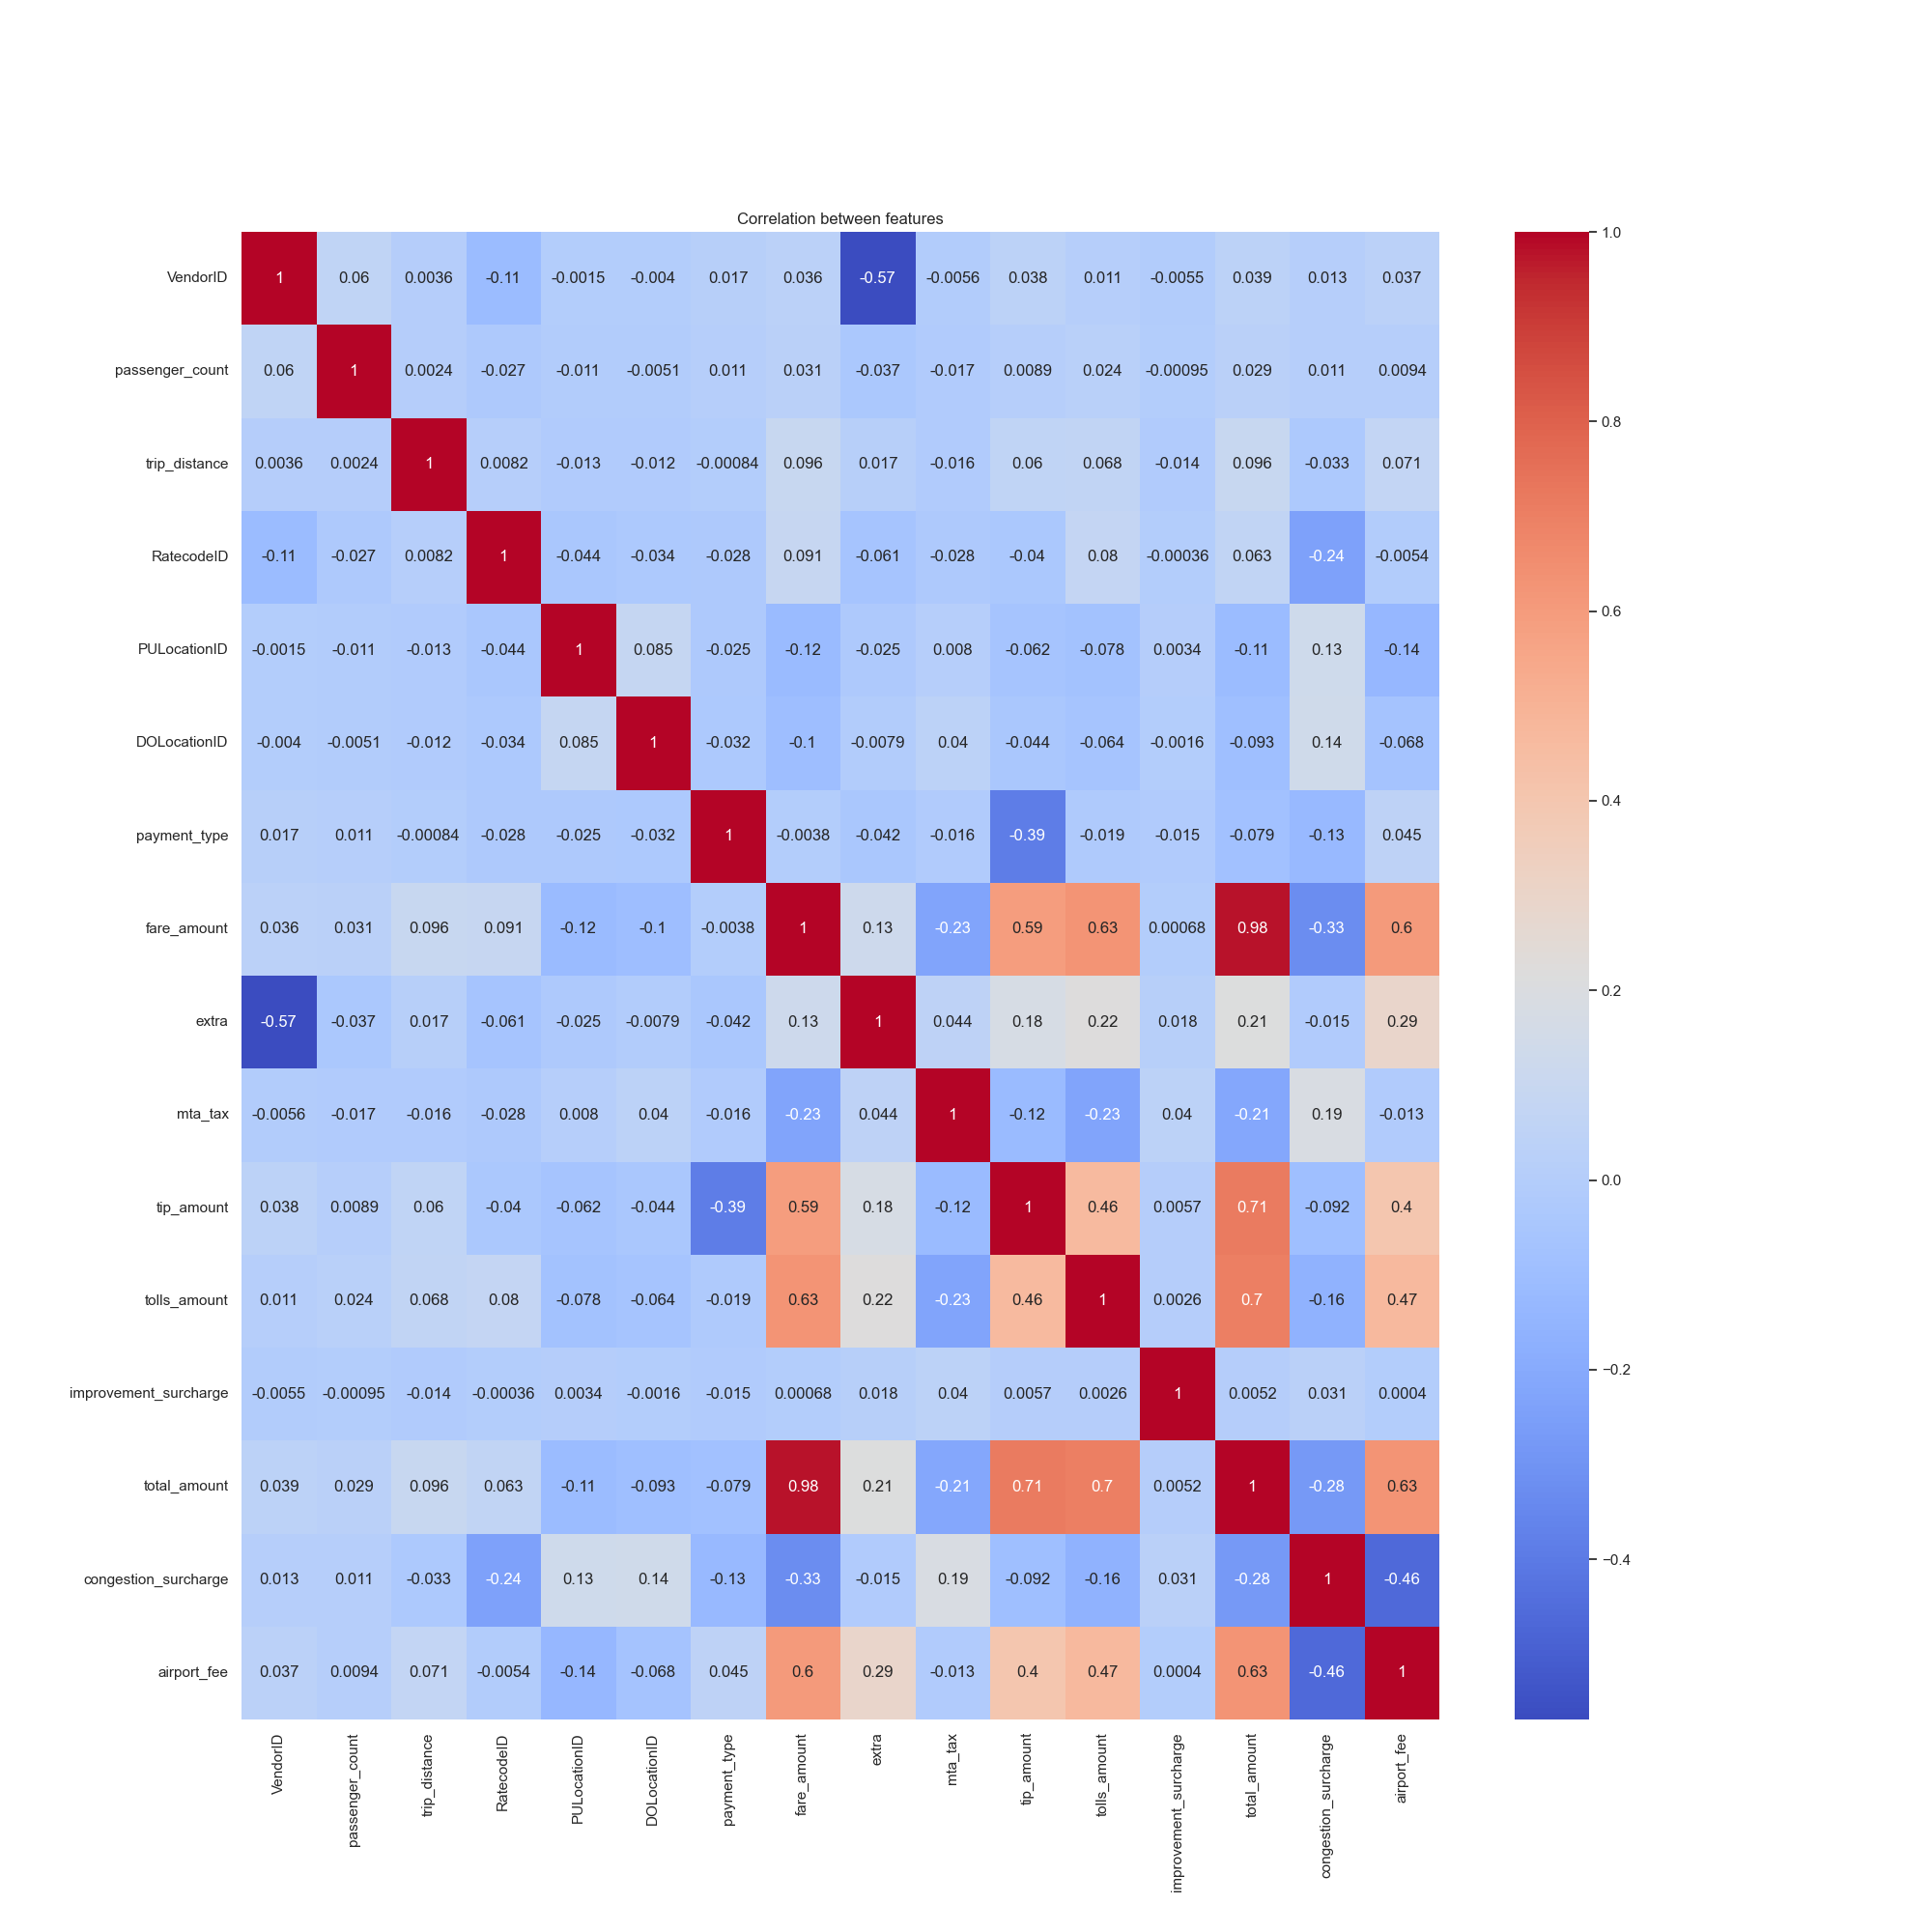 Correlation between features
VendorID 1 0.06 0.0036 -0.11 -0.0015 -0.004 0.017 0.036 -0.57 -0.0056 0.038 0.011 -0.0055 0.039 0.013 0.037
passenger_count 0.06 1 0.0024 -0.027 -0.011 -0.0051 0.011 0.031 -0.037 -0.017 0.0089 0.024 -0.00095 0.029 0.011 0.0094
trip_distance 0.0036 0.0024 1 0.0082 -0.013 -0.012 -0.00084 0.096 0.017 -0.016 0.06 0.068 -0.014 0.096 -0.033 0.071
RatecodeID -0.11 -0.027 0.0082 1 -0.044 -0.034 -0.028 0.091 -0.061 -0.028 -0.04 0.08 -0.00036 0.063 -0.24 -0.0054
PULocationID -0.0015 -0.011 -0.013 -0.044 1 0.085 -0.025 -0.12 -0.025 0.008 -0.062 -0.078 0.0034 -0.11 0.13 -0.14
DOLocationID -0.004 -0.0051 -0.012 -0.034 0.085 1 -0.032 -0.1 -0.0079 0.04 -0.044 -0.064 -0.0016 -0.093 0.14 -0.068
payment_type 0.017 0.011 -0.00084 -0.028 -0.025 -0.032 1 -0.0038 -0.042 -0.016 -0.39 -0.019 -0.015 -0.079 -0.13 0.045
fare_amount 0.036 0.031 0.096 0.091 -0.12 -0.1 -0.0038 1 0.13 -0.23 0.59 0.63 0.00068 0.98 -0.33 0.6
extra -0.57 -0.037 0.017 -0.061 -0.025 -0.0079 -0.042 0.13 1 0.044 0.18 0.22 0.018 0.21 -0.015 0.29
mta_tax -0.0056 -0.017 -0.016 -0.028 0.008 0.04 -0.016 -0.23 0.044 1 -0.12 -0.23 0.04 -0.21 0.19 -0.013
tip_amount 0.038 0.0089 0.06 -0.04 -0.062 -0.044 -0.39 0.59 0.18 -0.12 1 0.46 0.0057 0.71 -0.092 0.4
tolls_amount 0.011 0.024 0.068 0.08 -0.078 -0.064 -0.019 0.63 0.22 -0.23 0.46 1 0.0026 0.7 -0.16 0.47
improvement_surcharge -0.0055 -0.00095 -0.014 -0.00036 0.0034 -0.0016 -0.015 0.00068 0.018 0.04 0.0057 0.0026 1 0.0052 0.031 0.0004
total_amount 0.039 0.029 0.096 0.063 -0.11 -0.093 -0.079 0.98 0.21 -0.21 0.71 0.7 0.0052 1 -0.28 0.63
congestion_surcharge 0.013 0.011 -0.033 -0.24 0.13 0.14 -0.13 -0.33 -0.015 0.19 -0.092 -0.16 0.031 -0.28 1 -0.46
airport_fee 0.037 0.0094 0.071 -0.0054 -0.14 -0.068 0.045 0.6 0.29 -0.013 0.4 0.47 0.0004 0.63 -0.46 1
VendorID
passenger_count
trip_distance
RatecodeID
PULocationID
DOLocationID
payment_type
fare_amount
extra
mta_tax
tip_amount
tolls_amount
improvement_surcharge
total_amount
congestion_surcharge
airport_fee
1.0
0.8
0.6
0.4
0.2
0.0
−0.2
−0.4